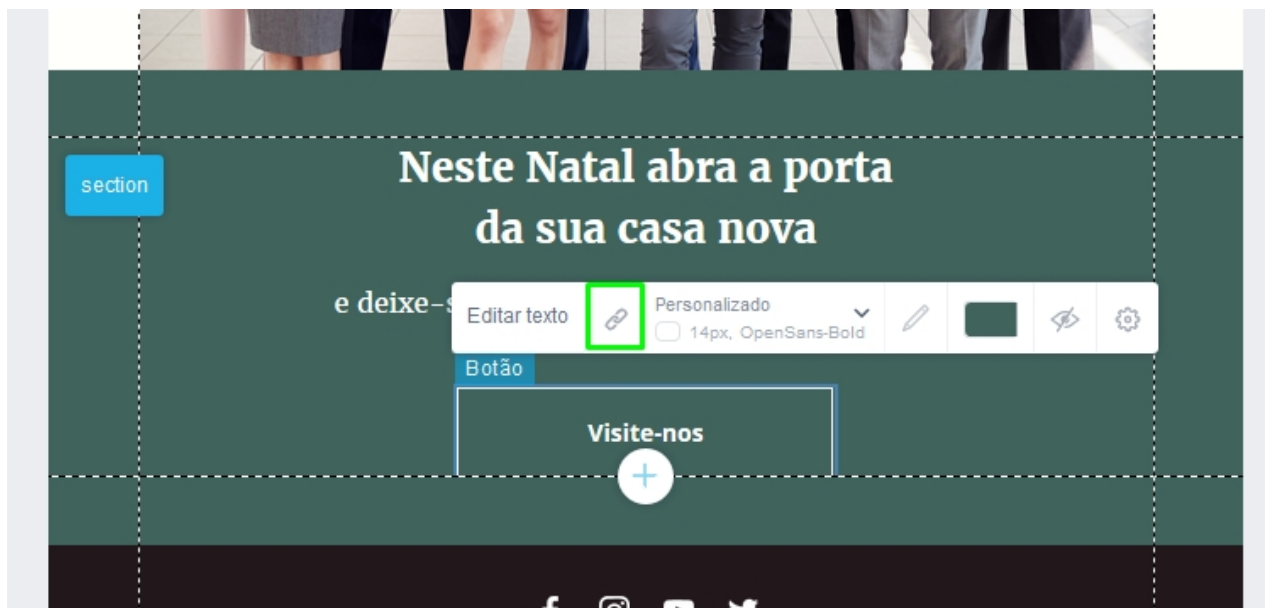 Neste Natal abra a porta
section
da sua casa nova
e deixe-s
Editar texto
Personalizado
14px, OpenSans-Bold
Botão
Visite-nos